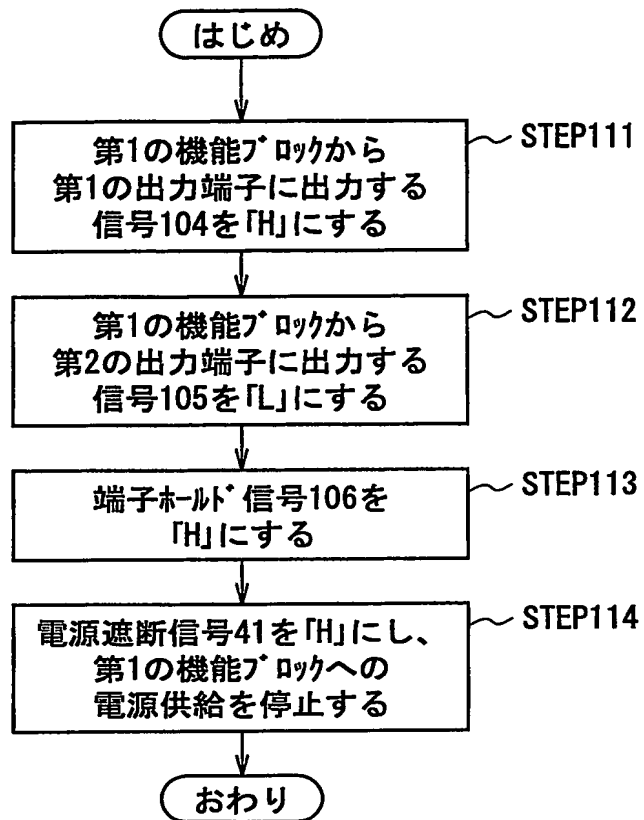 はじめ
第1の機能ブロックから
第1の出力端子に出力する
信号104を「H」にする
STEP111
第1の機能ブロックから
第2の出力端子に出力する
信号105を「L」にする
STEP112
端子ホールド信号106を
「H」にする
STEP113
電源遮断信号41を「H」にし、
第1の機能ブロックへの
電源供給を停止する
STEP114
おわり